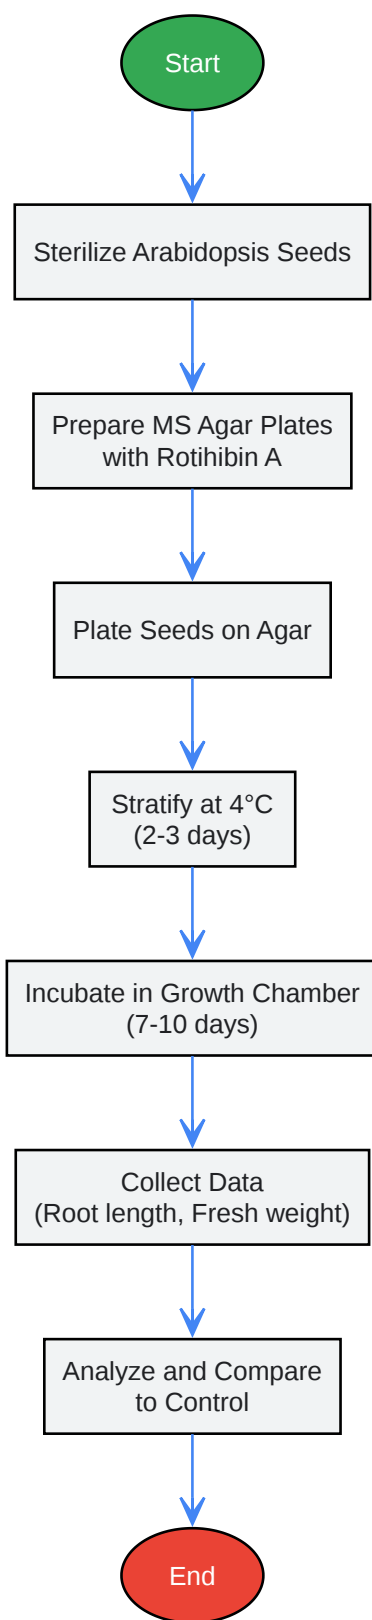 Start
Sterilize Arabidopsis Seeds
Prepare MS Agar Plates
with Rotihibin A
Plate Seeds on Agar
Stratify at 4°C
(2-3 days)
Incubate in Growth Chamber
(7-10 days)
Collect Data
(Root length, Fresh weight)
Analyze and Compare
to Control
End